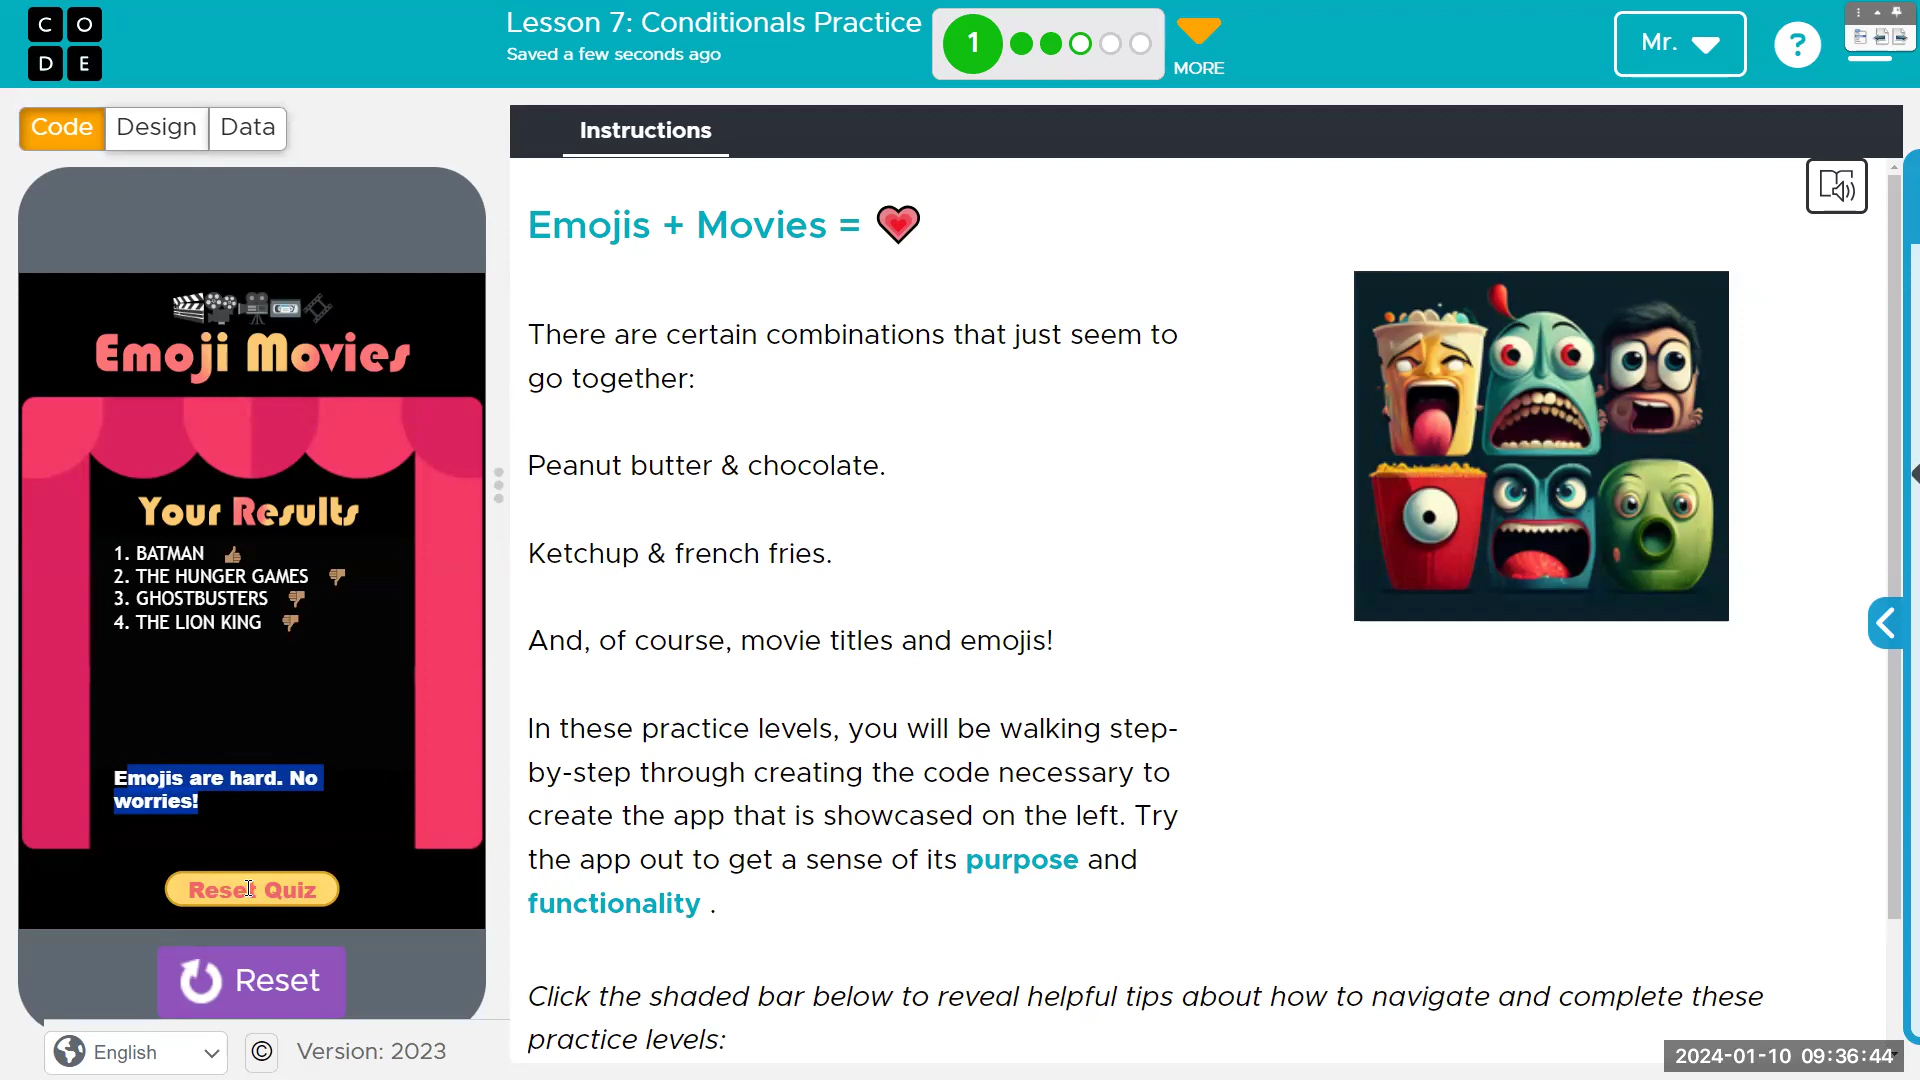 C O
D E
Lesson 7: Conditionals Practice
Saved a few seconds ago
1
MORE
Mr.
?
Code Design Data
Instructions
Emoji Movies
Your Results
1. BATMAN
2. THE HUNGER GAMES
3. GHOSTBUSTERS
4. THE LION KING
Emojis are hard. No
worries!
Reset Quiz
Reset
English
© Version: 2023
Emojis + Movies =
There are certain combinations that just seem to
go together:
Peanut butter & chocolate.
Ketchup & french fries.
And, of course, movie titles and emojis!
In these practice levels, you will be walking step-
by-step through creating the code necessary to
create the app that is showcased on the left. Try
the app out to get a sense of its purpose and
functionality .
Click the shaded bar below to reveal helpful tips about how to navigate and complete these
practice levels:
2024-01-10 09:36:44